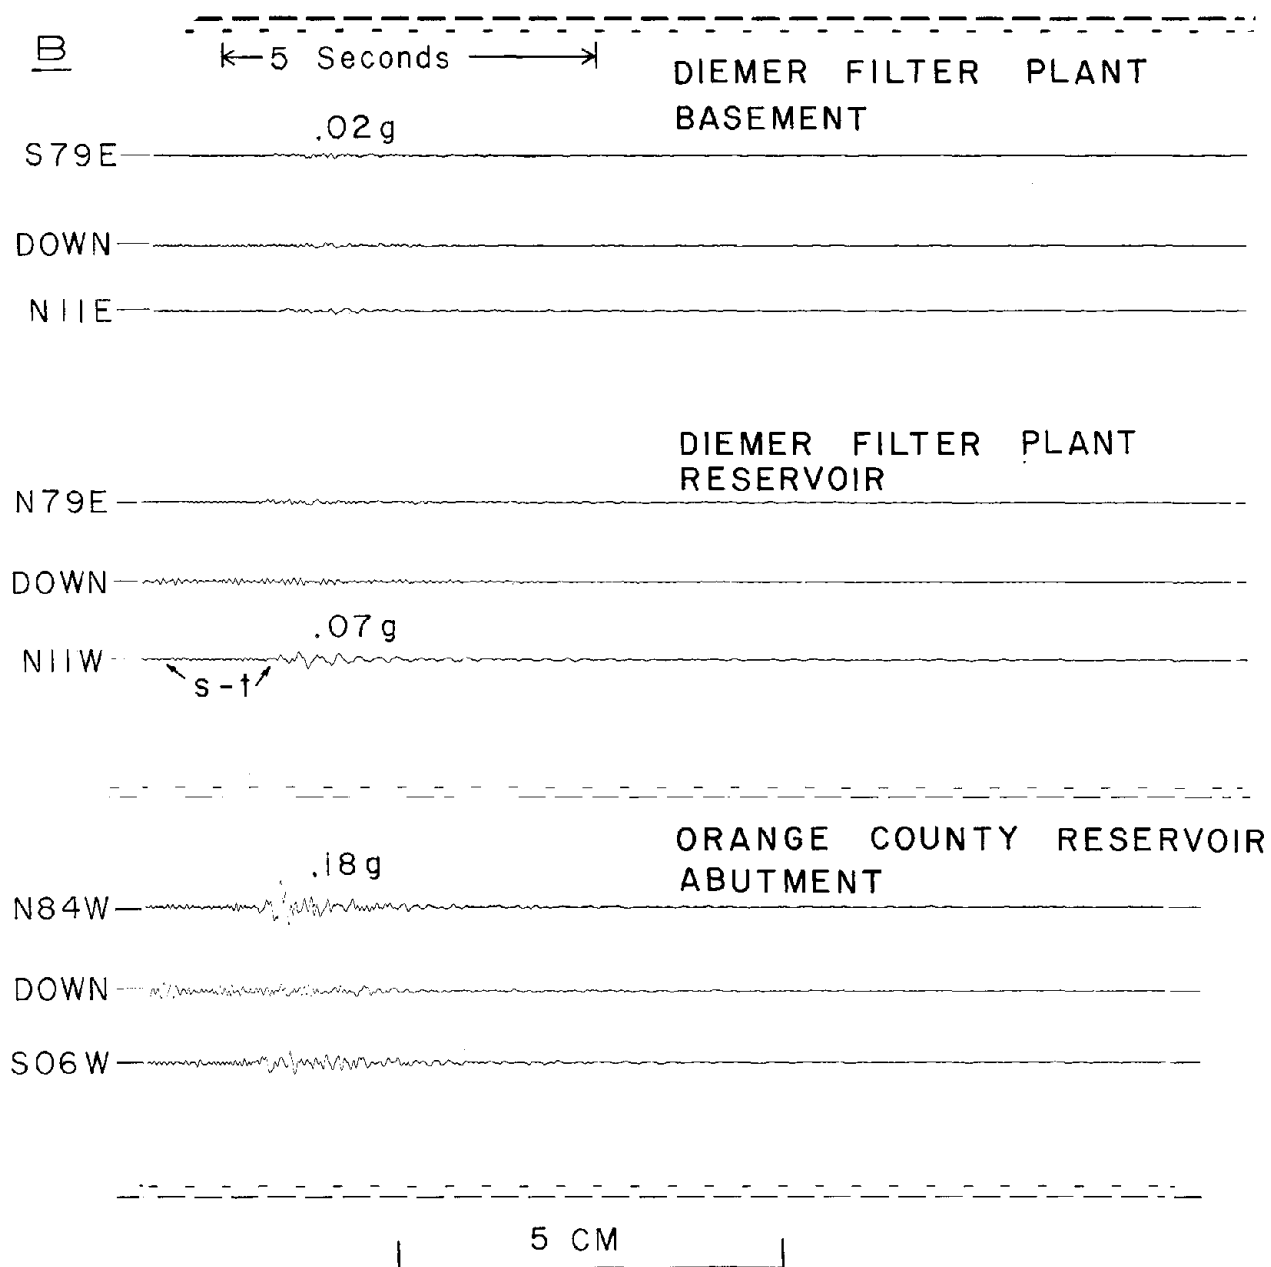 B
5 Seconds
DIEMER FILTER PLANT
BASEMENT
.02g
S79E
DOWN
N11E
DIEMER FILTER PLANT
RESERVOIR
N79E
DOWN
.07g
N11W
s-t
ORANGE COUNTY RESERVOIR
ABUTMENT
.18g
N84W
DOWN
S06W
5 CM